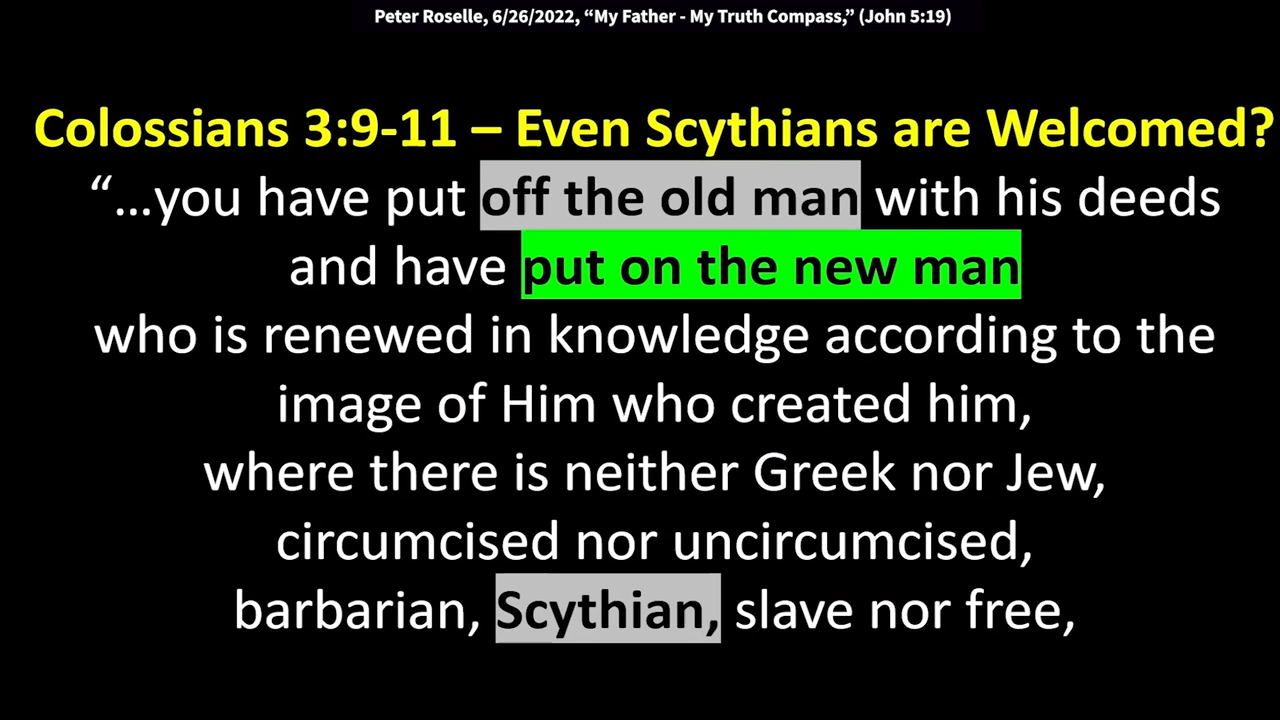 Peter Roselle, 6/26/2022, “My Father - My Truth Compass,” (John 5:19)
Colossians 3:9-11 – Even Scythians are Welcomed?
“…you have put off the old man with his deeds
and have put on the new man
who is renewed in knowledge according to the
image of Him who created him,
where there is neither Greek nor Jew,
circumcised nor uncircumcised,
barbarian, Scythian, slave nor free,